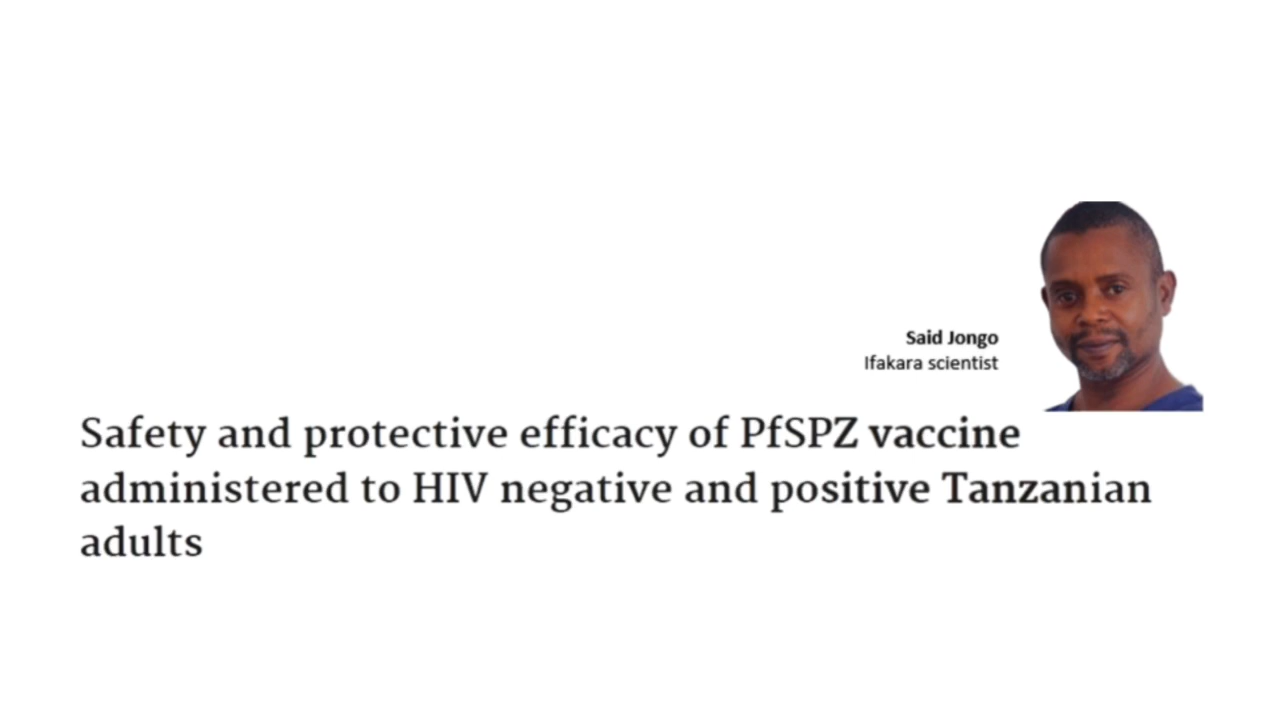 Said Jongo
Ifakara scientist
Safety and protective efficacy of PfSPZ vaccine
administered to HIV negative and positive Tanzanian
adults